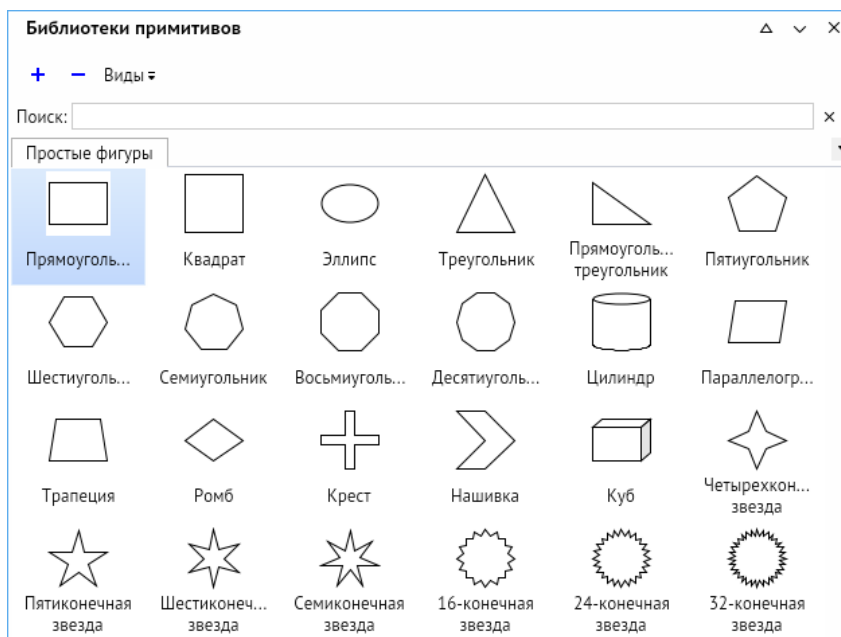 Библиотеки примитивов
Виды
Поиск:
Простые фигуры
Прямоуголь...
Квадрат
Эллипс
Треугольник
Прямоуголь...
треугольник
Пятиугольник
Шестиуголь...
Семиугольник
Восьмиуголь...
Десятиуголь...
Цилиндр
Параллелогр...
Трапеция
Ромб
Крест
Нашивка
Куб
Четырехкон...
звезда
Пятиконечная
звезда
Шестиконеч...
звезда
Семиконечная
звезда
16-конечная
звезда
24-конечная
звезда
32-конечная
звезда